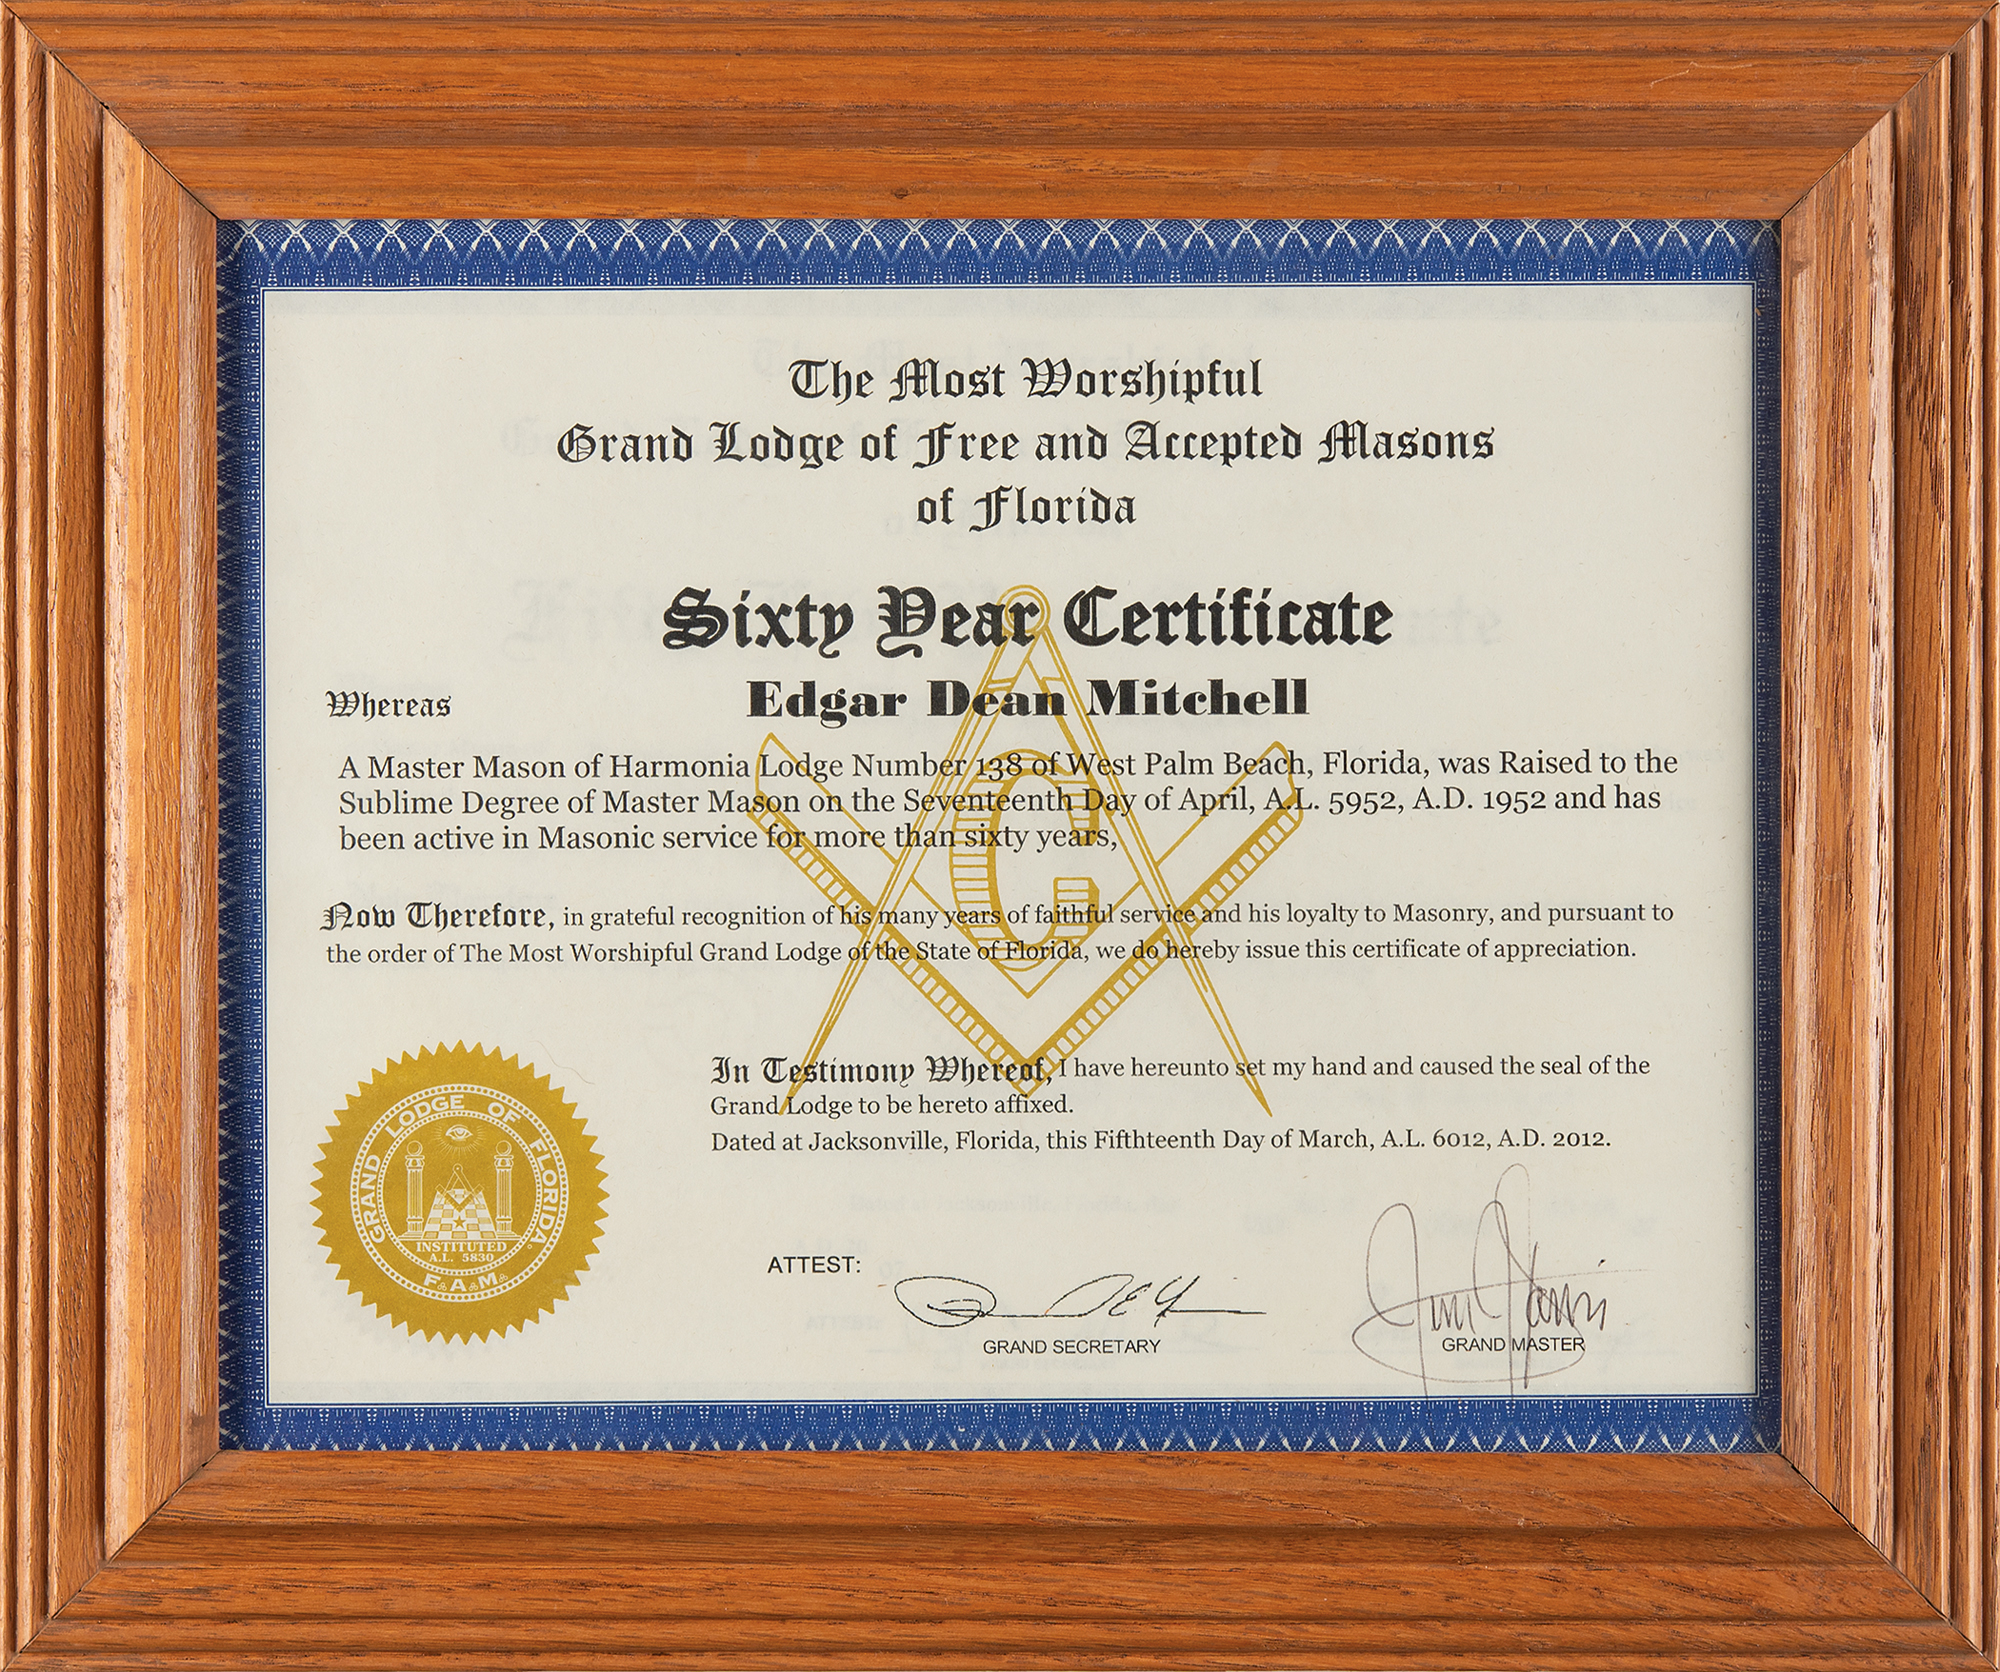 The Most Worshipful
Grand Lodge of Free and Accepted Masons
of Florida
Sixty Year Certificate
Whereas
Edgar Dean Mitchell
A Master Mason of Harmonia Lodge Number 138 of West Palm Beach, Florida, was Raised to the
Sublime Degree of Master Mason on the Seventeenth Day of April, A.L. 5952, A.D. 1952 and has
been active in Masonic service for more than sixty years,
Now Therefore, in grateful recognition of his many years of faithful service and his loyalty to Masonry, and pursuant to
the order of The Most Worshipful Grand Lodge of the State of Florida, we do hereby issue this certificate of appreciation.
G
In Testimony Whereof, I have hereunto set my hand and caused the seal of the
Grand Lodge to be hereto affixed.
Dated at Jacksonville, Florida, this Fifthteenth Day of March, A.L. 6012, A.D. 2012.
GRAND LODGE OF FLORIDA
INSTITUTED
A.L. 5830
F.A.M.
ATTEST:
GRAND SECRETARY
GRAND MASTER